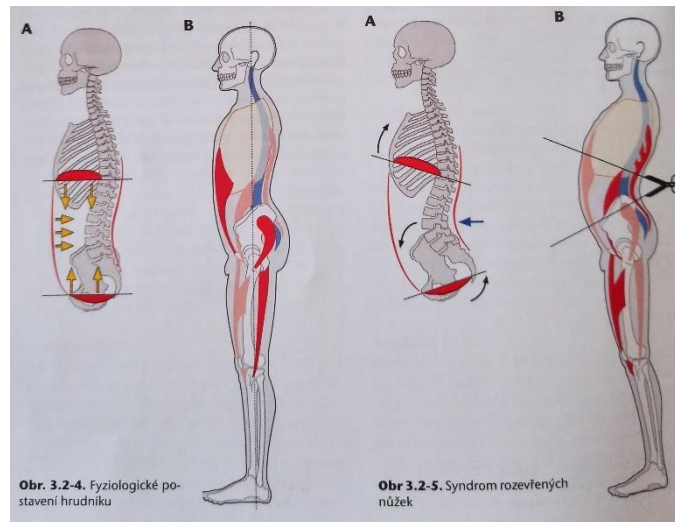 A
B
A
B
Obr. 3.2-4. Fyziologické po-
stavení hrudníku
Obr 3.2-5. Syndrom rozevřených
nůžek